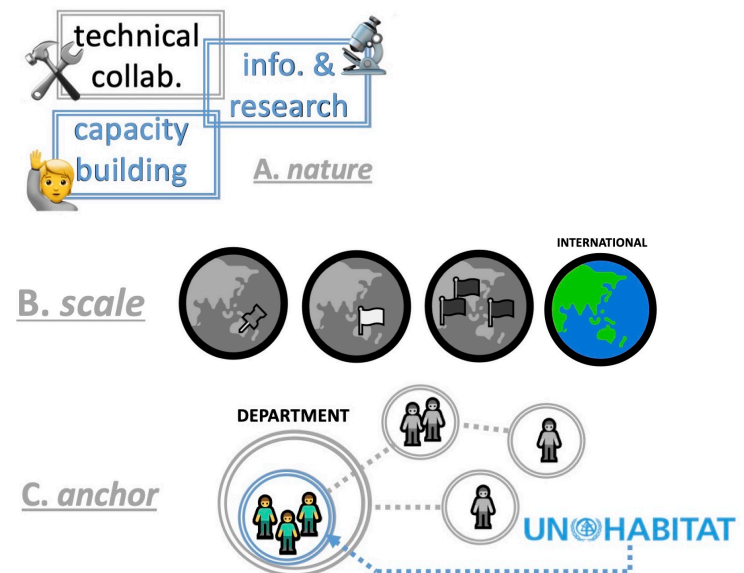 technical
collab.
info. &
research
capacity
building
A. nature
INTERNATIONAL
B. scale
DEPARTMENT
C. anchor
UN HABITAT